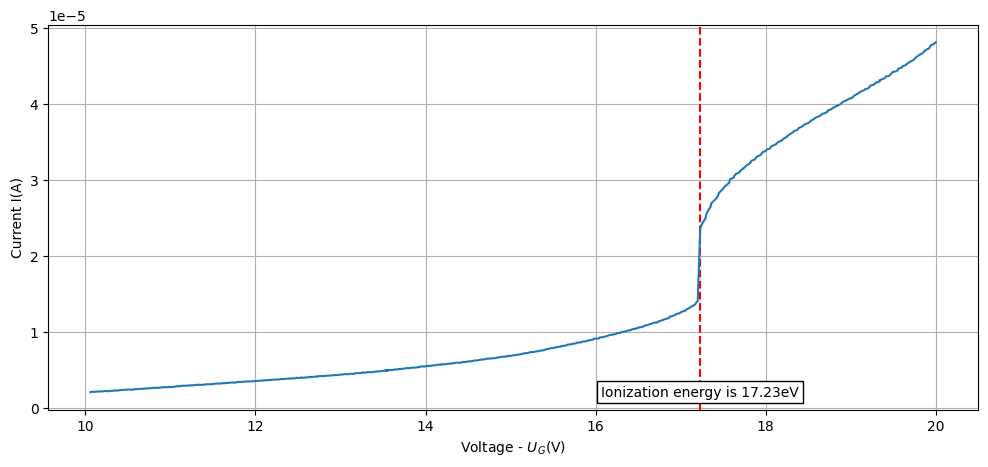 1e−5
5
4
3
2
1
0
Current I(A)
Ionization energy is 17.23eV
10 12 14 16 18 20
Voltage - U_G(V)